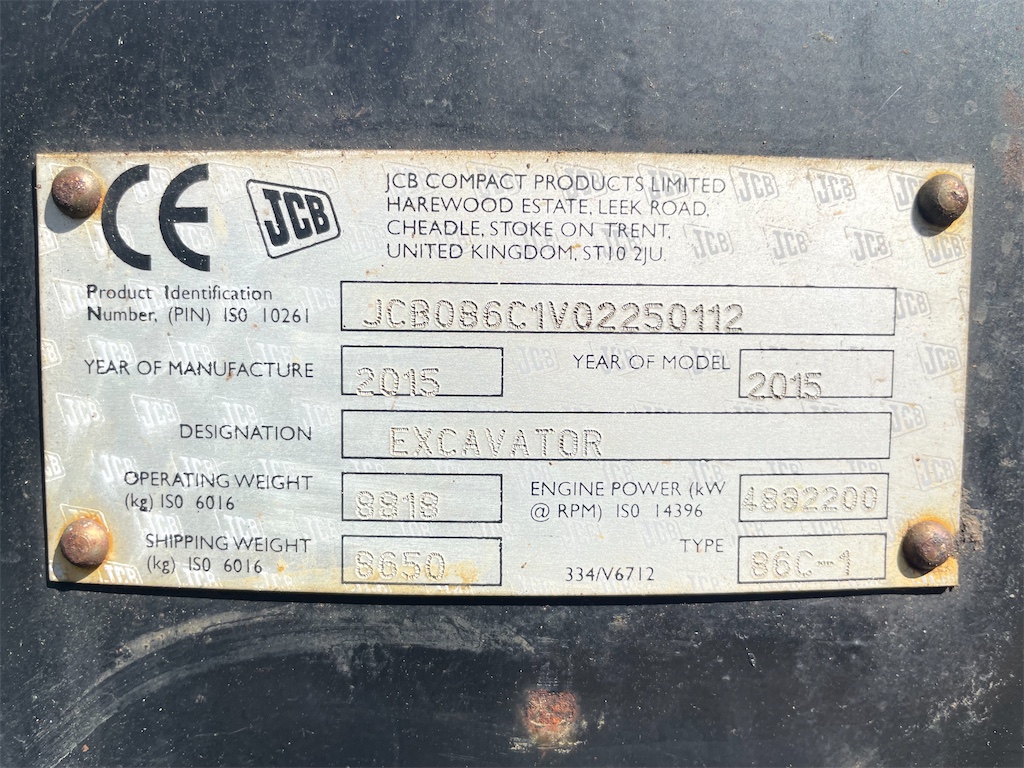 CE JCB
JCB COMPACT PRODUCTS LIMITED
HAREWOOD ESTATE, LEEK ROAD,
CHEADLE, STOKE ON TRENT,
UNITED KINGDOM, ST10 2JU.
Product Identification
Number, (PIN) ISO 10261
JCB086C1V02250112
YEAR OF MANUFACTURE 2015 YEAR OF MODEL 2015
DESIGNATION EXCAVATOR
OPERATING WEIGHT
(kg) ISO 6016
8818
ENGINE POWER (kW
@ RPM) ISO 14396
48@2200
SHIPPING WEIGHT
(kg) ISO 6016
8650
334/V6712
TYPE 86C-1